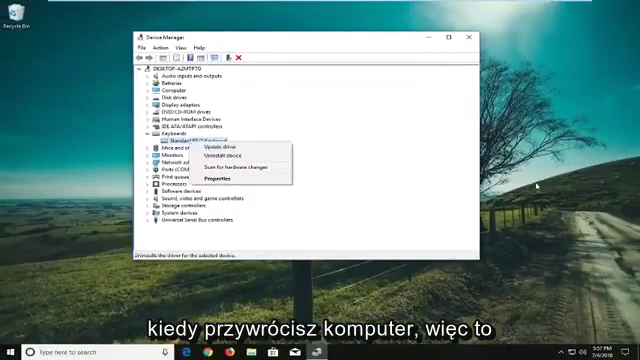 Recycle Bin
Device Manager
File Action View Help
DESKTOP-A2MTP7O
Audio inputs and outputs
Batteries
Computer
Disk drives
Display adaptors
DVD/CD-ROM drives
Human Interface Devices
IDE ATA/ATAPI controllers
Keyboards
Standard PS/2 Keyboard
Mice and ot
Monitors
Network ad
Ports (COM
Print queue
Processors
Software devices
Sound, video and game controllers
Storage controllers
System devices
Universal Serial Bus controllers
Update driver
Uninstall device
Scan for hardware changes
Properties
Uninstalls the driver for the selected device.
kiedy przywrócisz komputer, więc to
Type here to search
5:57 PM
7/4/2018